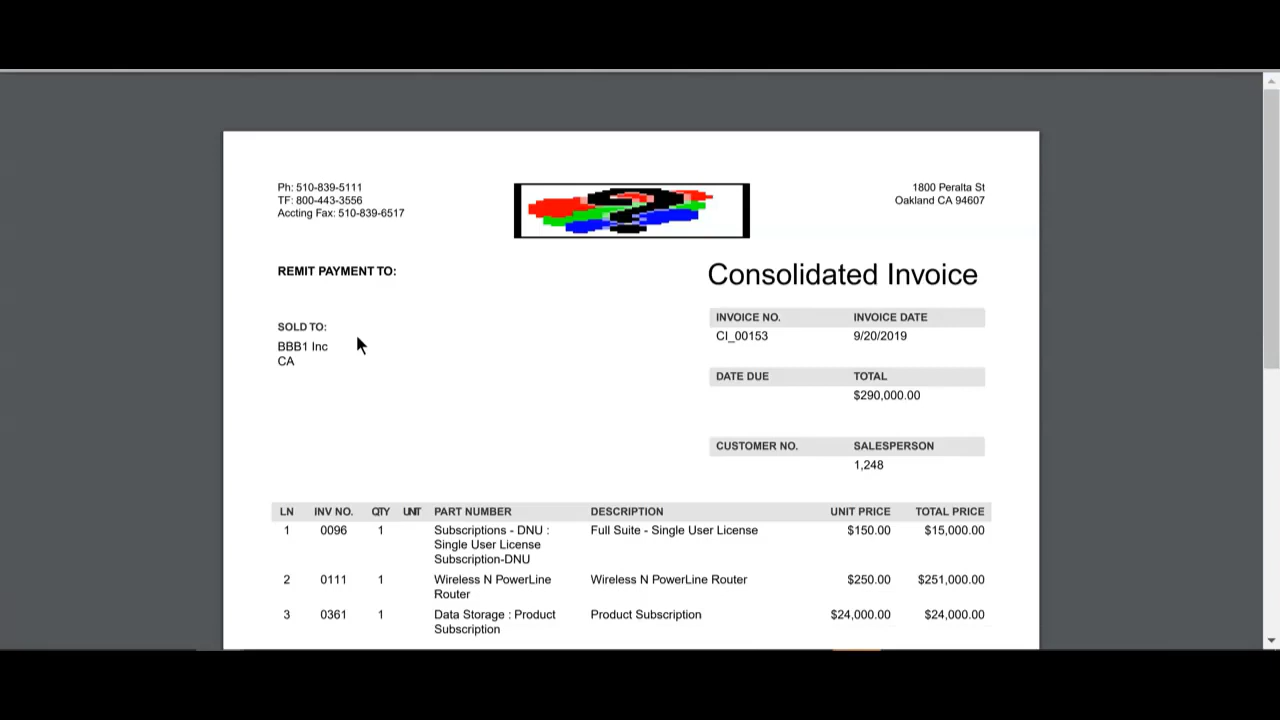 Ph: 510-839-5111
TF: 800-443-3556
Accting Fax: 510-839-6517
1800 Peralta St
Oakland CA 94607
REMIT PAYMENT TO:
Consolidated Invoice
SOLD TO:
BBB1 Inc
CA
INVOICE NO. INVOICE DATE
CI_00153 9/20/2019
DATE DUE TOTAL
$290,000.00
CUSTOMER NO. SALESPERSON
1,248
LN INV NO. QTY UNIT PART NUMBER DESCRIPTION UNIT PRICE TOTAL PRICE
1 0096 1 Subscriptions - DNU : Full Suite - Single User License $150.00 $15,000.00
Single User License
Subscription-DNU
2 0111 1 Wireless N PowerLine Wireless N PowerLine Router $250.00 $251,000.00
Router
3 0361 1 Data Storage : Product Product Subscription $24,000.00 $24,000.00
Subscription